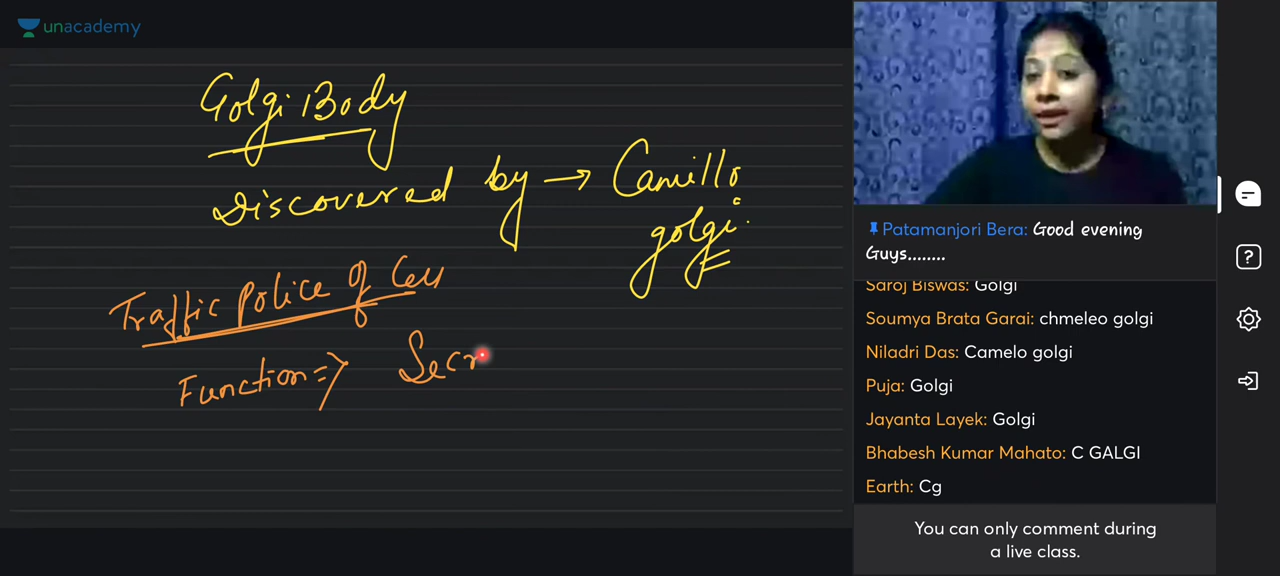 unacademy
Golgi Body
Discovered by → Camillo
golgi.
Traffic police of Cell
Function ⇒ Secr
Patamanjori Bera: Good evening
Guys........
Saroj Biswas: Golgi
Soumya Brata Garai: chmeleo golgi
Niladri Das: Camelo golgi
Puja: Golgi
Jayanta Layek: Golgi
Bhabesh Kumar Mahato: C GALGI
Earth: Cg
You can only comment during
a live class.
?